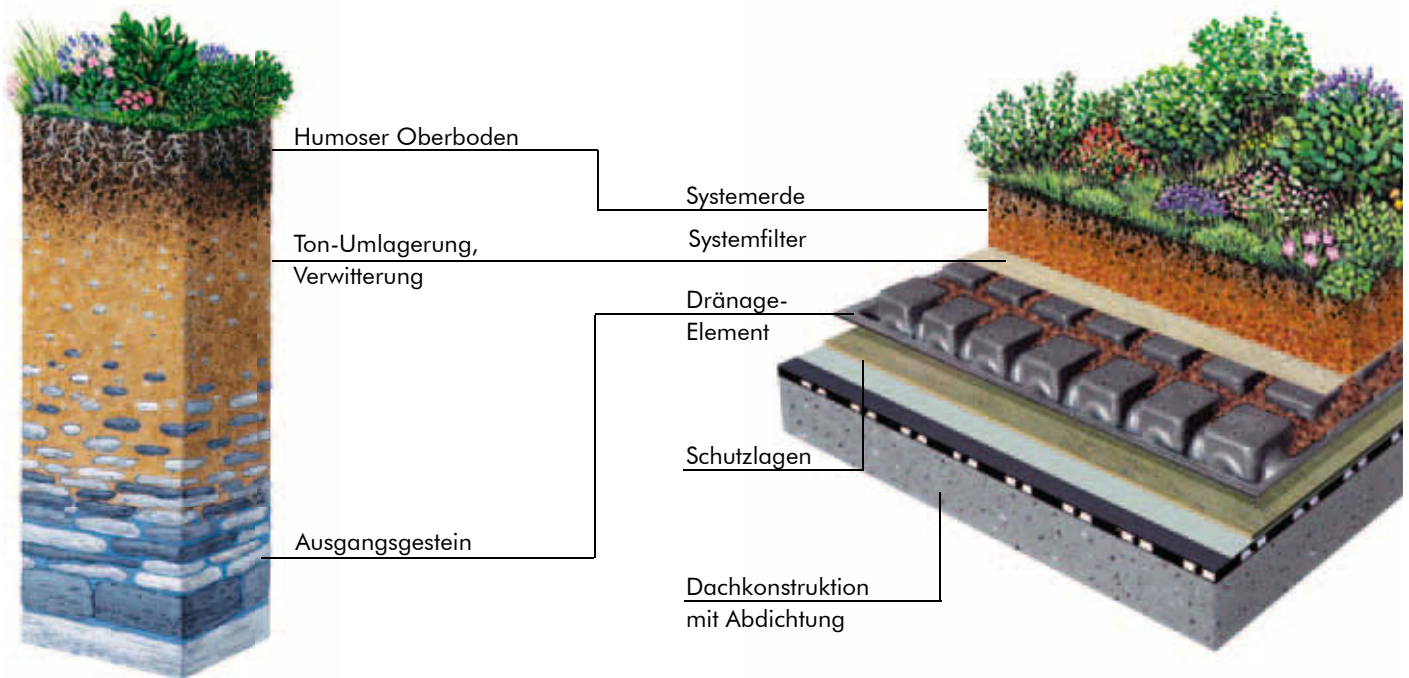 Humoser Oberboden
Systemerde
Ton-Umlagerung,
Verwitterung
Systemfilter
Dränage-
Element
Schutzlagen
Ausgangsgestein
Dachkonstruktion
mit Abdichtung